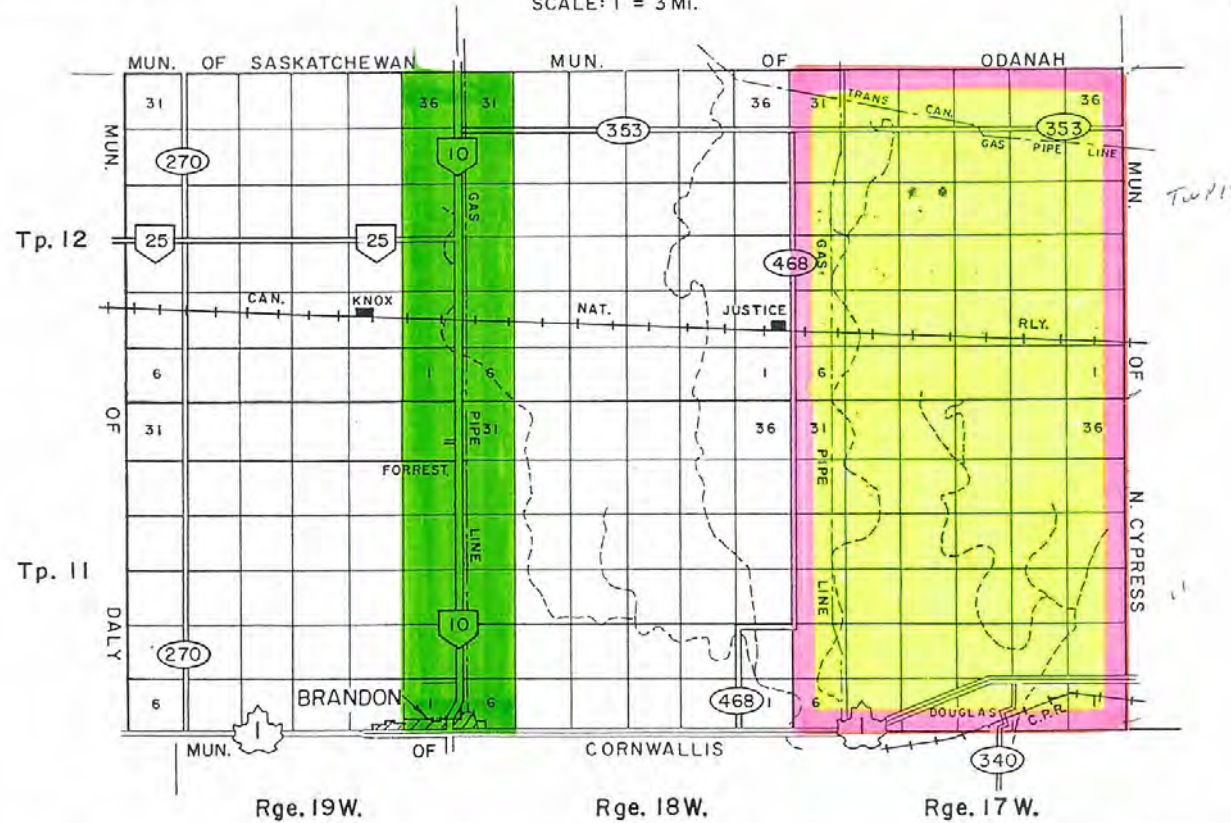 SCALE: 1" = 3 MI.
MUN. OF SASKATCHEWAN MUN. OF ODANAH
31 36 31 36 31 TRANS CAN. 36
353 353
GAS PIPE LINE
270 10
MUN. GAS MUN
Tp. 12 25 25
468 GAS
CAN. KNOX NAT. JUSTICE RLY.
6 1 6 1 6 1 OF
OF 31 31 36 31 36
PIPE PIPE
FORREST
LINE N. CYPRESS
Tp. 11
LINE
DALY 10
270
6 BRANDON 1 6 468 1 6 DOUGLAS C.P.R. 1
1 1
MUN. OF CORNWALLIS
340
Rge. 19W. Rge. 18W. Rge. 17W.